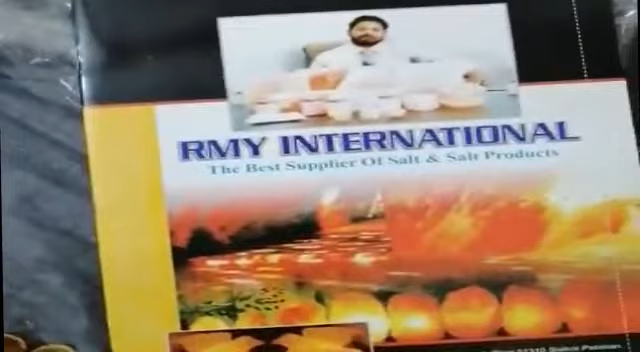 RMY INTERNATIONAL
The Best Supplier Of Salt & Salt Products